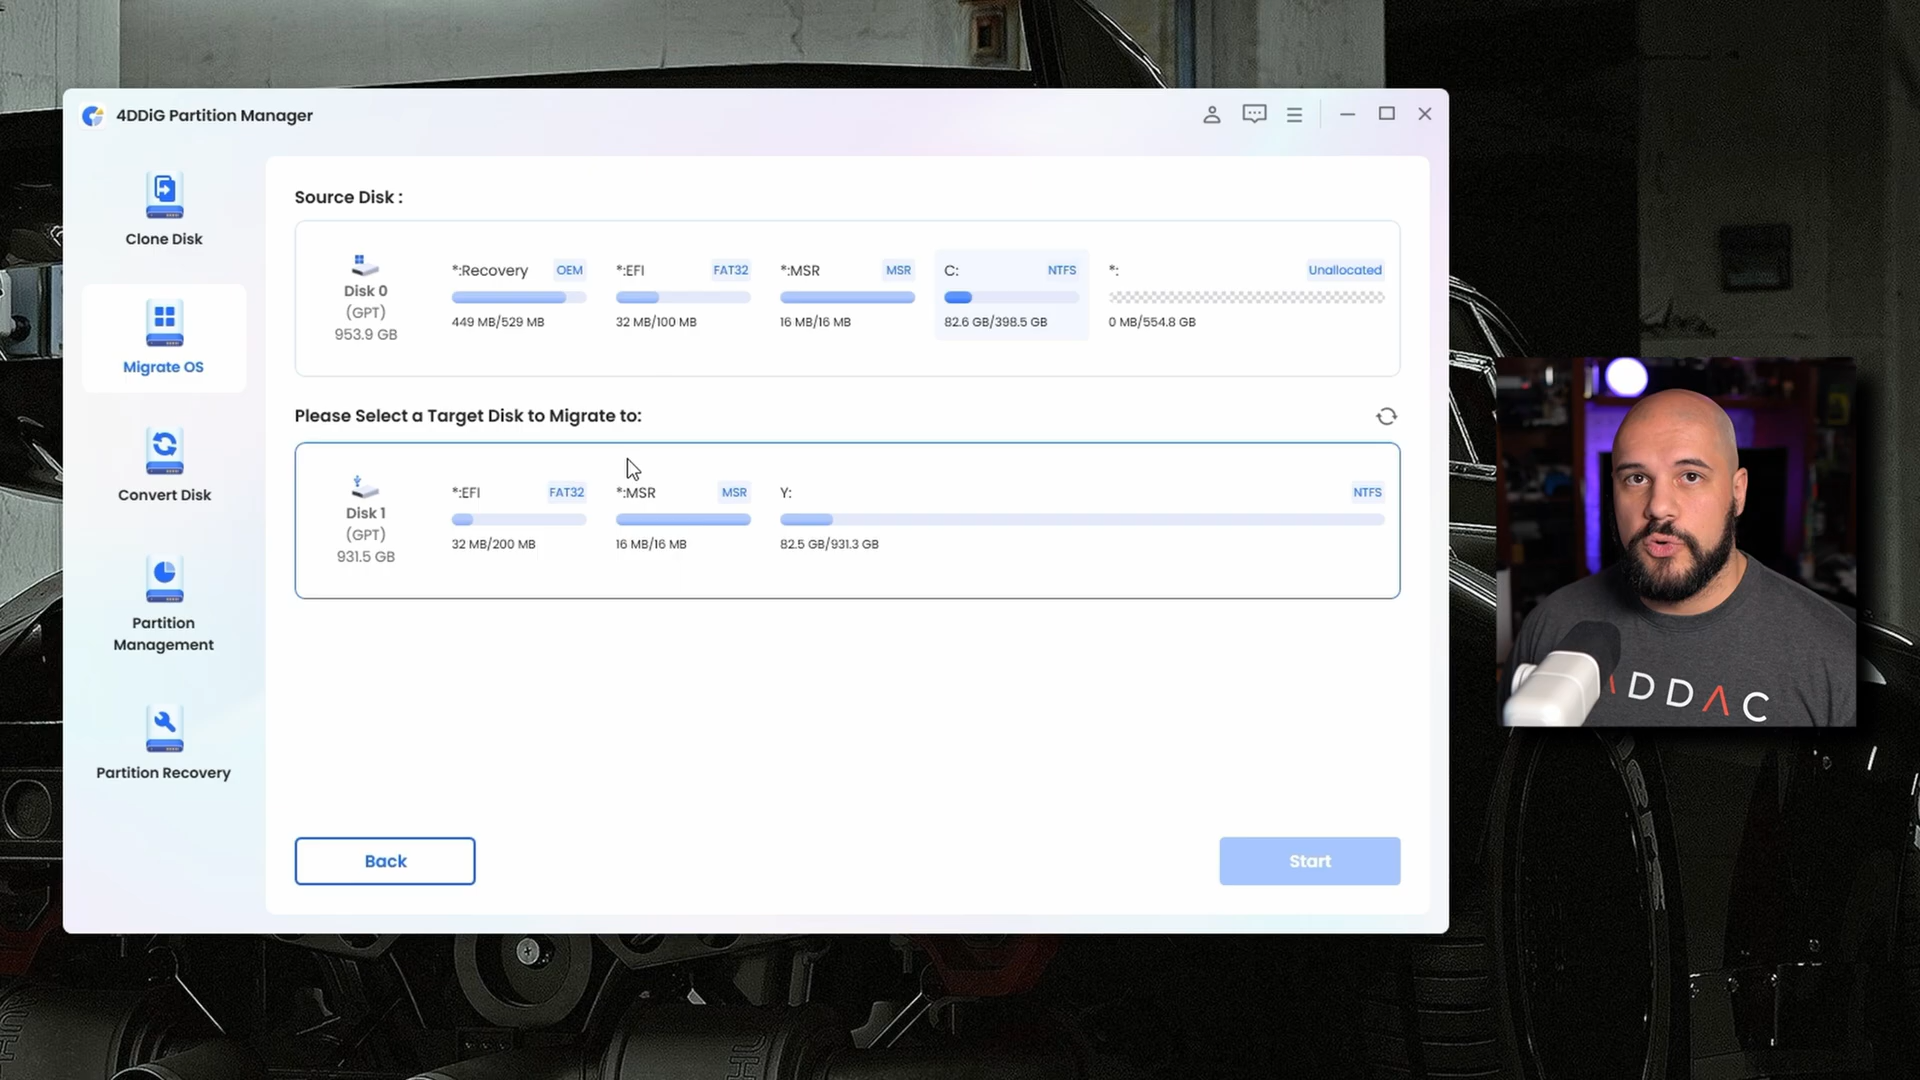 4DDiG Partition Manager
Clone Disk
Migrate OS
Convert Disk
Partition
Management
Partition Recovery
Source Disk :
Disk 0
(GPT)
953.9 GB
*:Recovery OEM
449 MB/529 MB
*:EFI FAT32
32 MB/100 MB
*:MSR MSR
16 MB/16 MB
C: NTFS
82.6 GB/398.5 GB
*: Unallocated
0 MB/554.8 GB
Please Select a Target Disk to Migrate to:
Disk 1
(GPT)
931.5 GB
*:EFI FAT32
32 MB/200 MB
*:MSR MSR
16 MB/16 MB
Y: NTFS
82.5 GB/931.3 GB
Back
Start